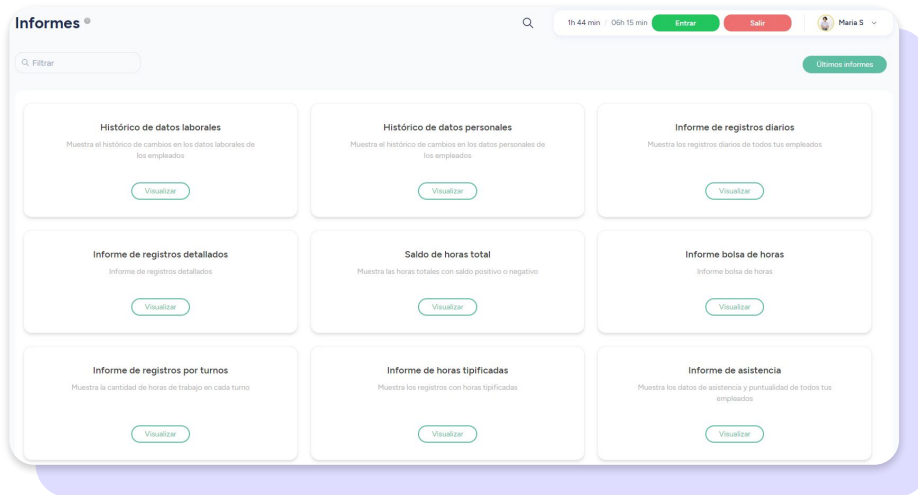 Informes
1h 44 min / 06h 15 min
Entrar
Salir
Maria S
Filtrar
Últimos informes
Histórico de datos laborales
Muestra el histórico de cambios en los datos laborales de
los empleados
Visualizar
Histórico de datos personales
Muestra el histórico de cambios en los datos personales de
los empleados
Visualizar
Informe de registros diarios
Muestra los registros diarios de todos tus empleados
Visualizar
Informe de registros detallados
Informe de registros detallados
Visualizar
Saldo de horas total
Muestra las horas totales con saldo positivo o negativo
Visualizar
Informe bolsa de horas
Informe bolsa de horas
Visualizar
Informe de registros por turnos
Muestra la cantidad de horas de trabajo en cada turno
Visualizar
Informe de horas tipificadas
Muestra los registros con horas tipificadas
Visualizar
Informe de asistencia
Muestra los datos de asistencia y puntualidad de todos tus
empleados
Visualizar